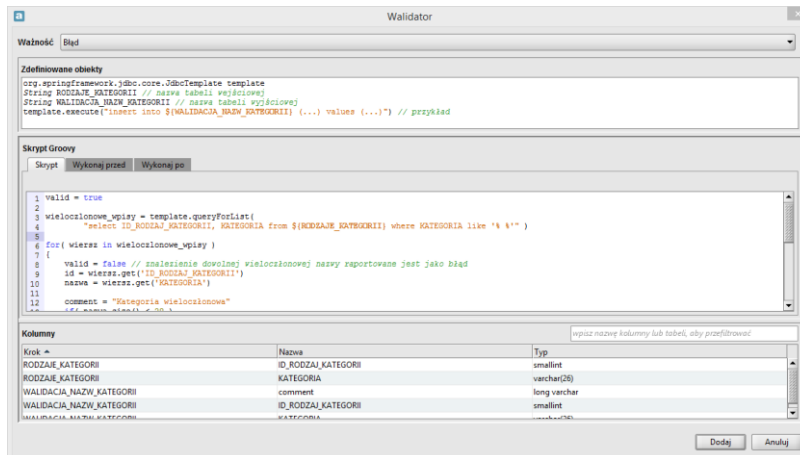 Walidator
Ważność Błąd
Zdefiniowane obiekty
org.springframework.jdbc.core.JdbcTemplate template
String RODZAJE_KATEGORII // nazwa tabeli wejściowej
String WALIDACJA_NAZW_KATEGORII // nazwa tabeli wyjściowej
template.execute("insert into ${WALIDACJA_NAZW_KATEGORII} (...) values (...)") // przykład
Skrypt Groovy
Skrypt Wykonaj przed Wykonaj po
1 valid = true
2
3 wieloczlonowe_wpisy = template.queryForList(
4 "select ID_RODZAJ_KATEGORII, KATEGORIA from ${RODZAJE_KATEGORII} where KATEGORIA like '% %'" )
5
6 for( wiersz in wieloczlonowe_wpisy )
7 {
8 valid = false // znalezienie dowolnej wieloczłonowej nazwy raportowane jest jako błąd
9 id = wiersz.get('ID_RODZAJ_KATEGORII')
10 nazwa = wiersz.get('KATEGORIA')
11
12 comment = "Kategoria wieloczłonowa"
Kolumny wpisz nazwę kolumny lub tabeli, aby przefiltrować
Krok Nazwa Typ
RODZAJE_KATEGORII ID_RODZAJ_KATEGORII smallint
RODZAJE_KATEGORII KATEGORIA varchar(26)
WALIDACJA_NAZW_KATEGORII comment long varchar
WALIDACJA_NAZW_KATEGORII ID_RODZAJ_KATEGORII smallint
WALIDACJA_NAZW_KATEGORII KATEGORIA varchar(26)
Dodaj Anuluj